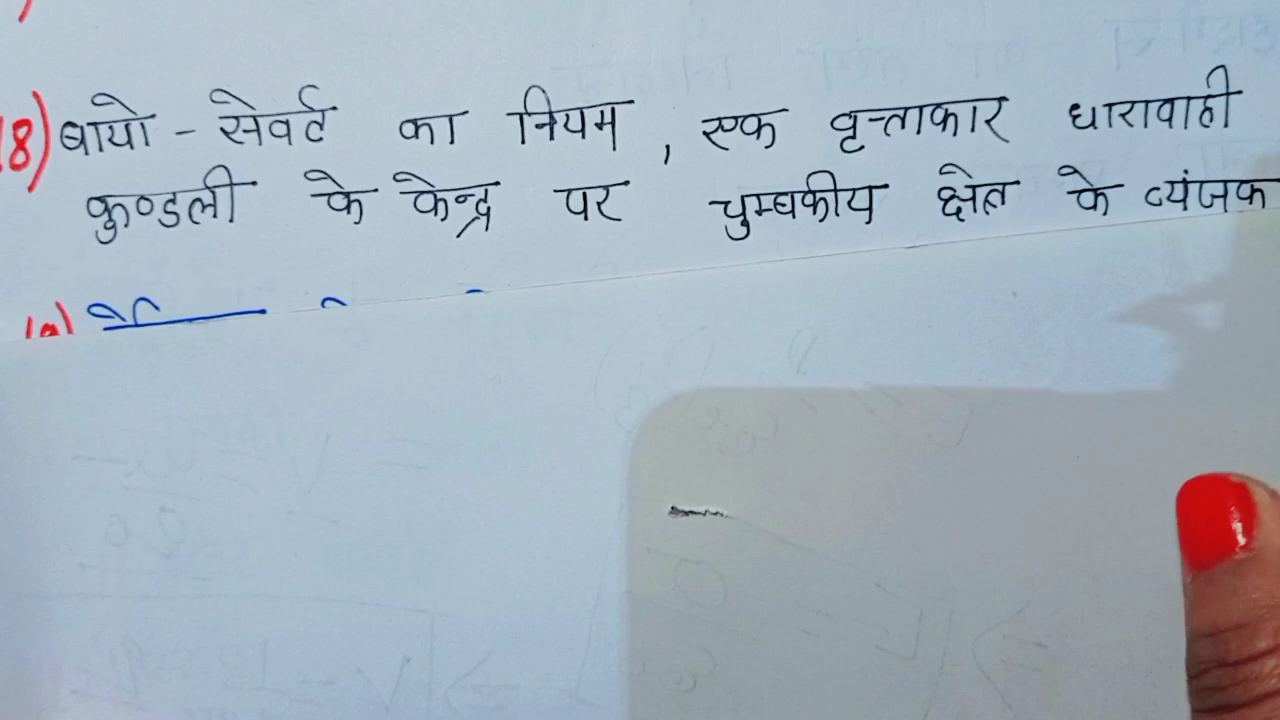 18) बायो - सेवर्ट का नियम , एक वृत्ताकार धारावाही
कुण्डली के केन्द्र पर चुम्बकीय क्षेत्र के व्यंजक